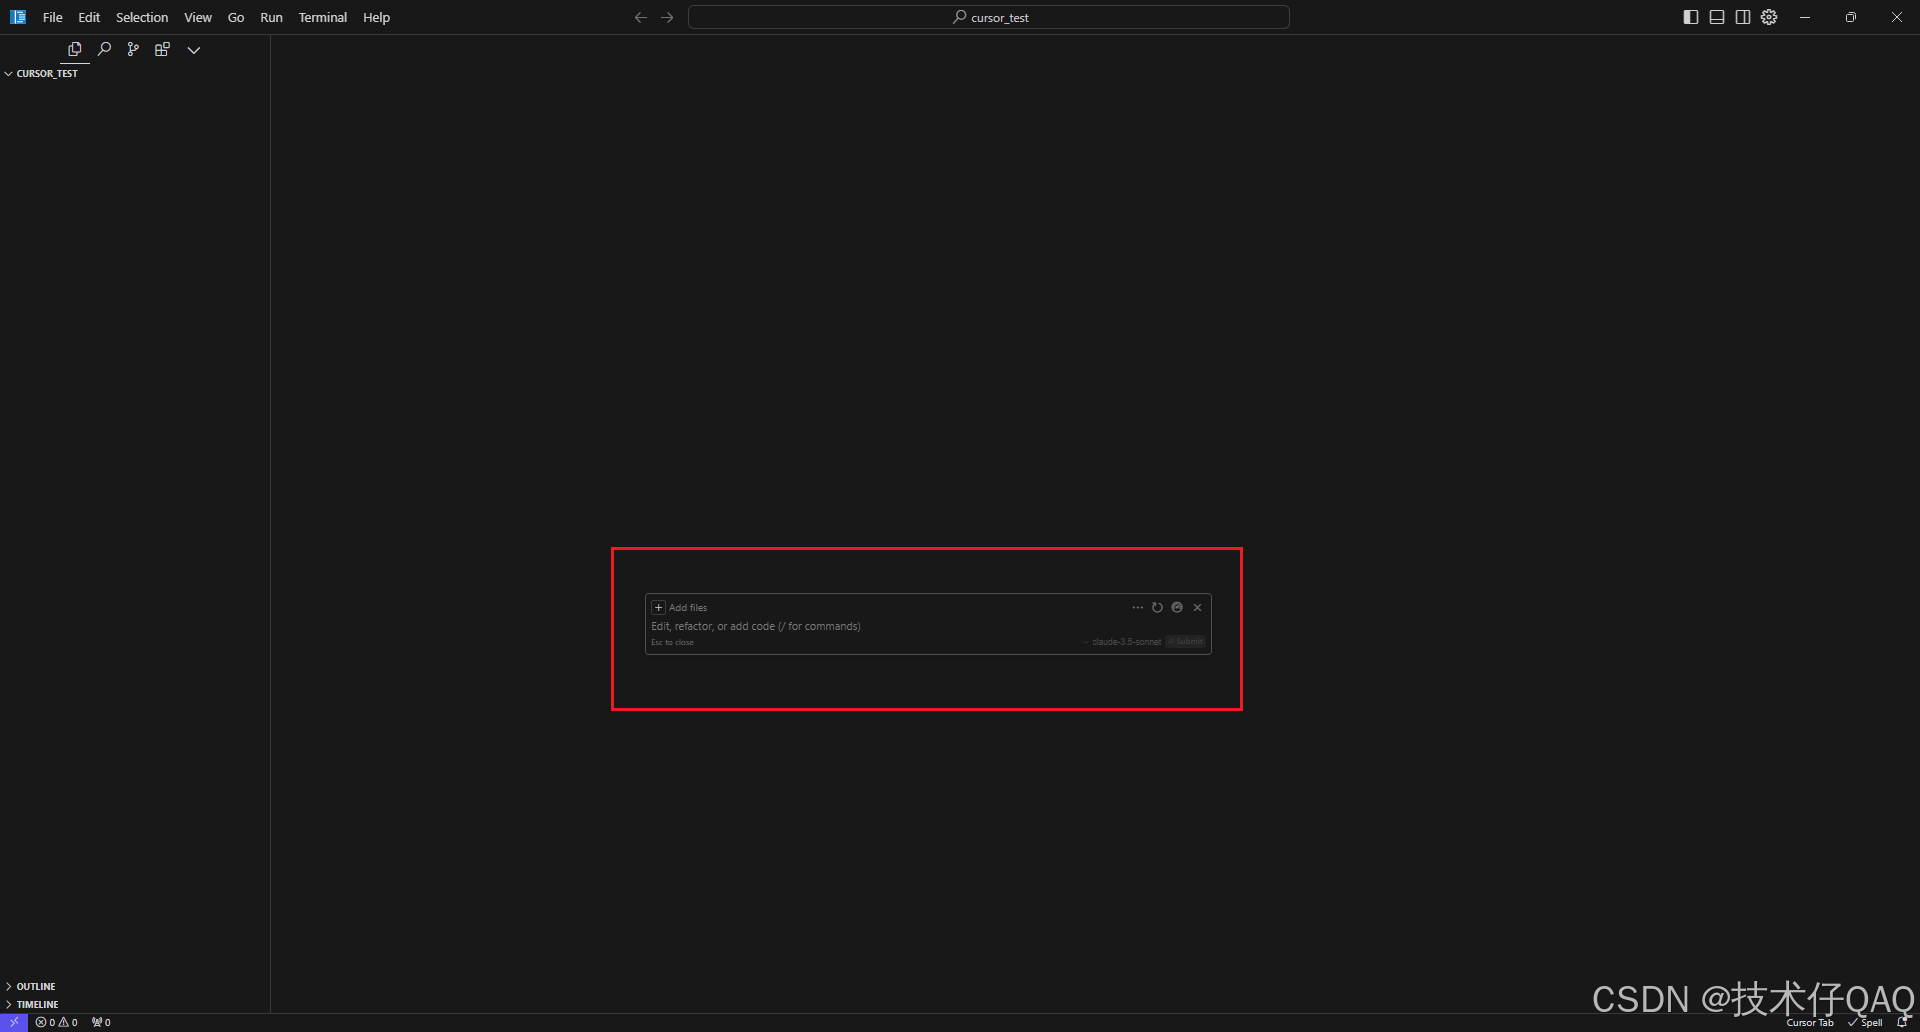 File Edit Selection View Go Run Terminal Help
cursor_test
CURSOR_TEST
Add files
Edit, refactor, or add code (/ for commands)
Esc to close
claude-3.5-sonnet
Submit
OUTLINE
TIMELINE
0 0 0
Cursor Tab
Spell
CSDN @技术仔QAQ